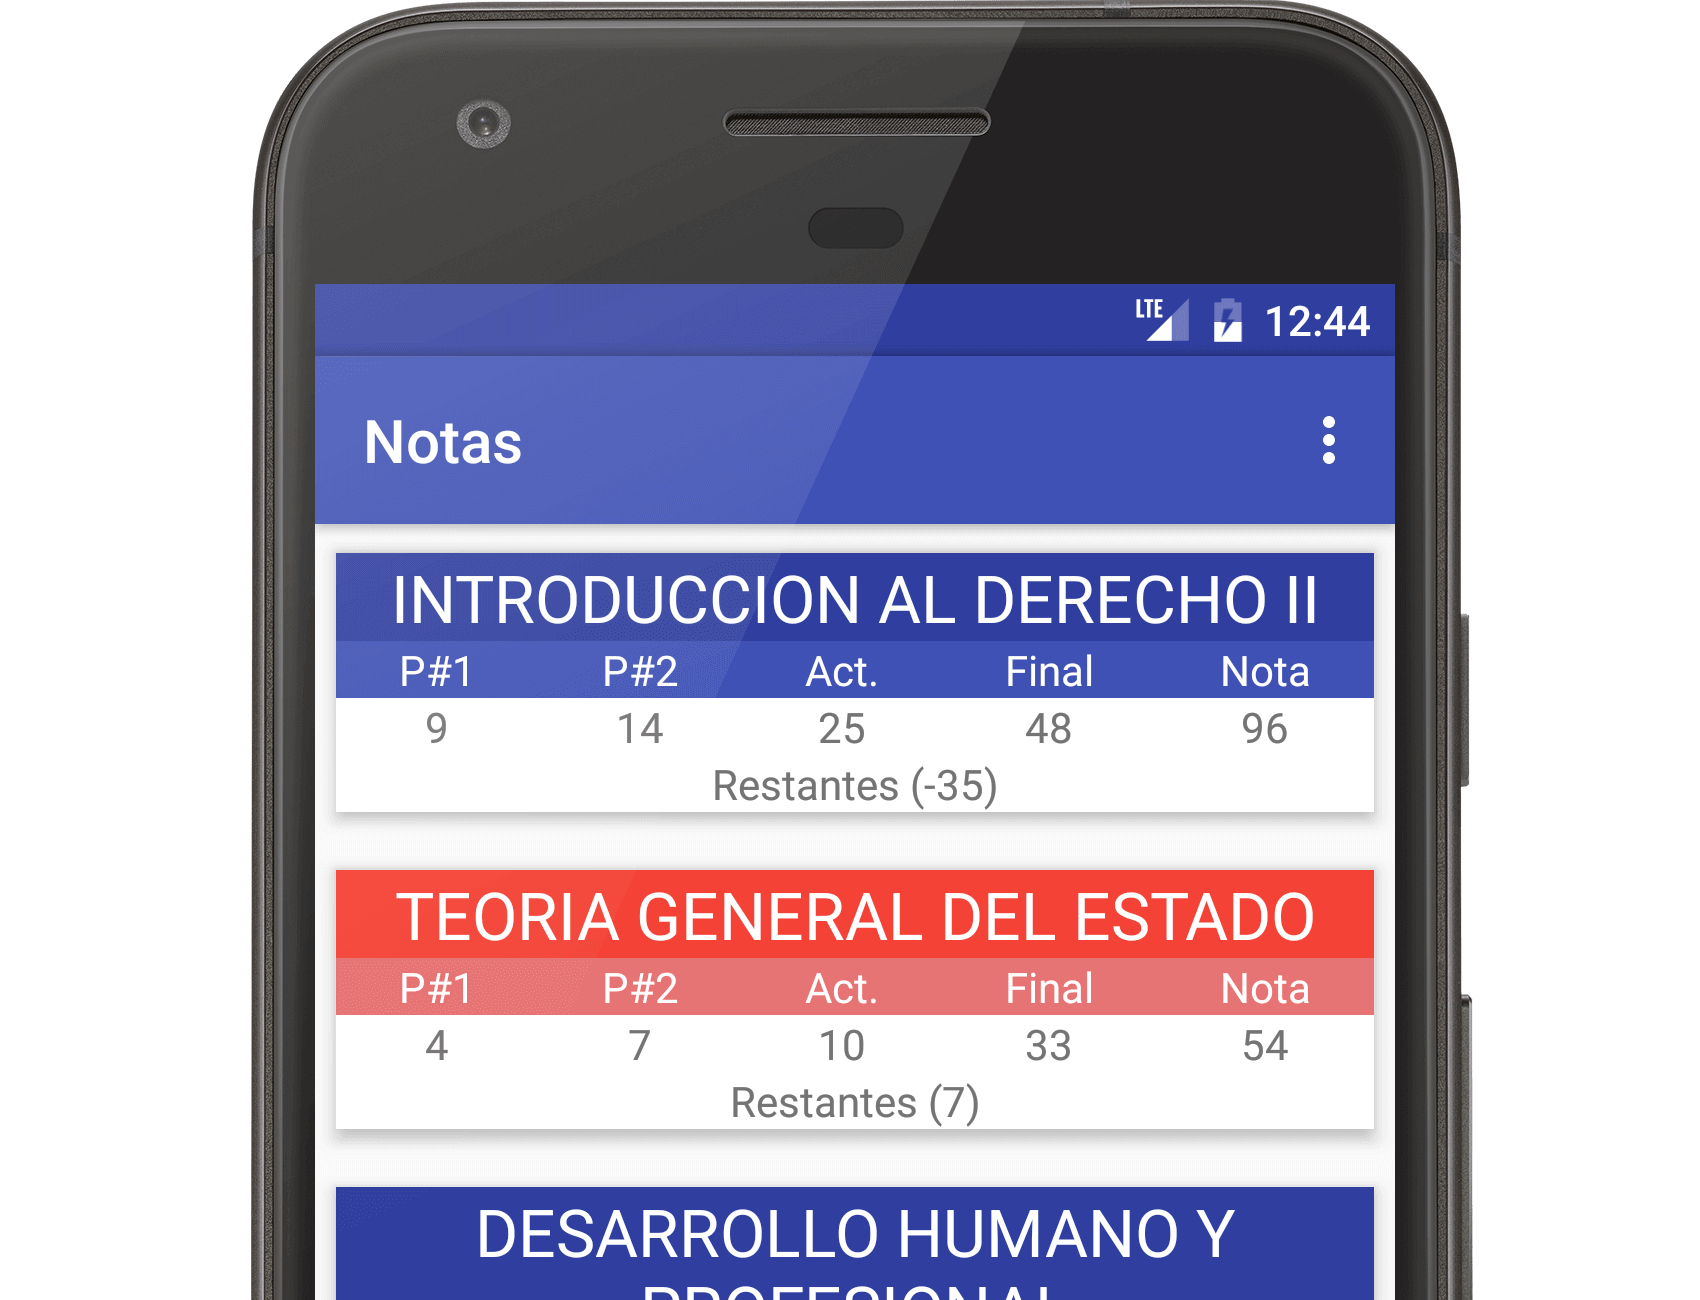 LTE 12:44
Notas
INTRODUCCION AL DERECHO II
P#1 P#2 Act. Final Nota
9 14 25 48 96
Restantes (-35)
TEORIA GENERAL DEL ESTADO
P#1 P#2 Act. Final Nota
4 7 10 33 54
Restantes (7)
DESARROLLO HUMANO Y
PROFESIONAL